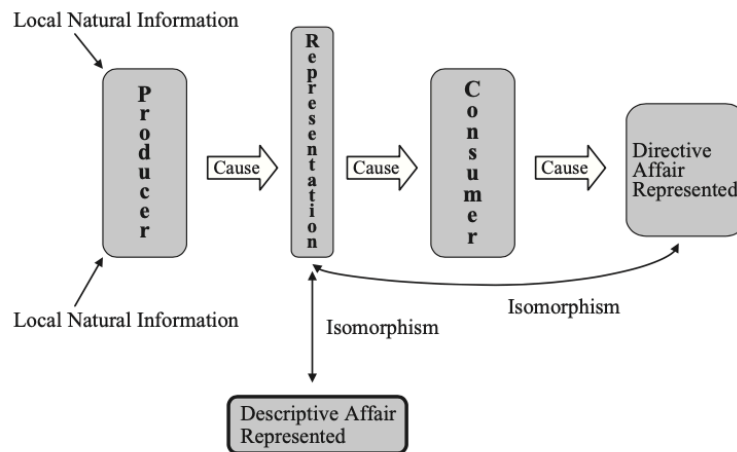 Local Natural Information
Producer
Cause
Representation
Cause
Consumer
Cause
Directive
Affair
Represented
Local Natural Information
Isomorphism
Isomorphism
Descriptive Affair
Represented